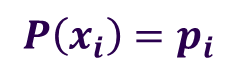 P(xᵢ) = pᵢ